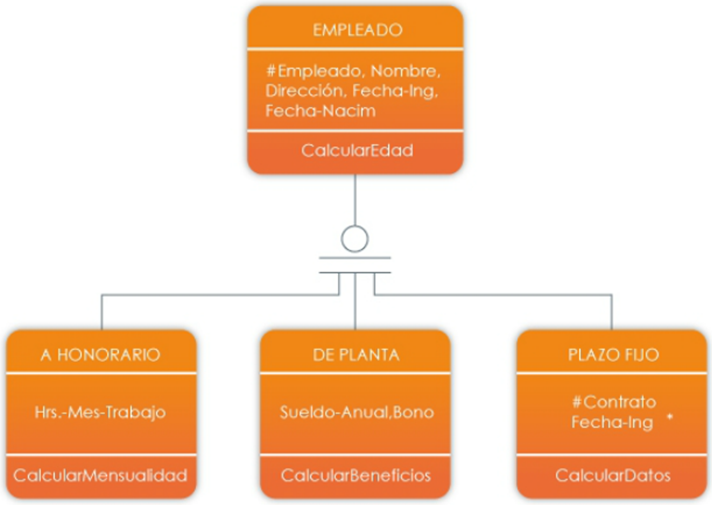 EMPLEADO
#Empleado, Nombre,
Dirección, Fecha-Ing,
Fecha-Nacim
CalcularEdad
A HONORARIO
Hrs.-Mes-Trabajo
CalcularMensualidad
DE PLANTA
Sueldo-Anual,Bono
CalcularBeneficios
PLAZO FIJO
#Contrato
Fecha-Ing *
CalcularDatos